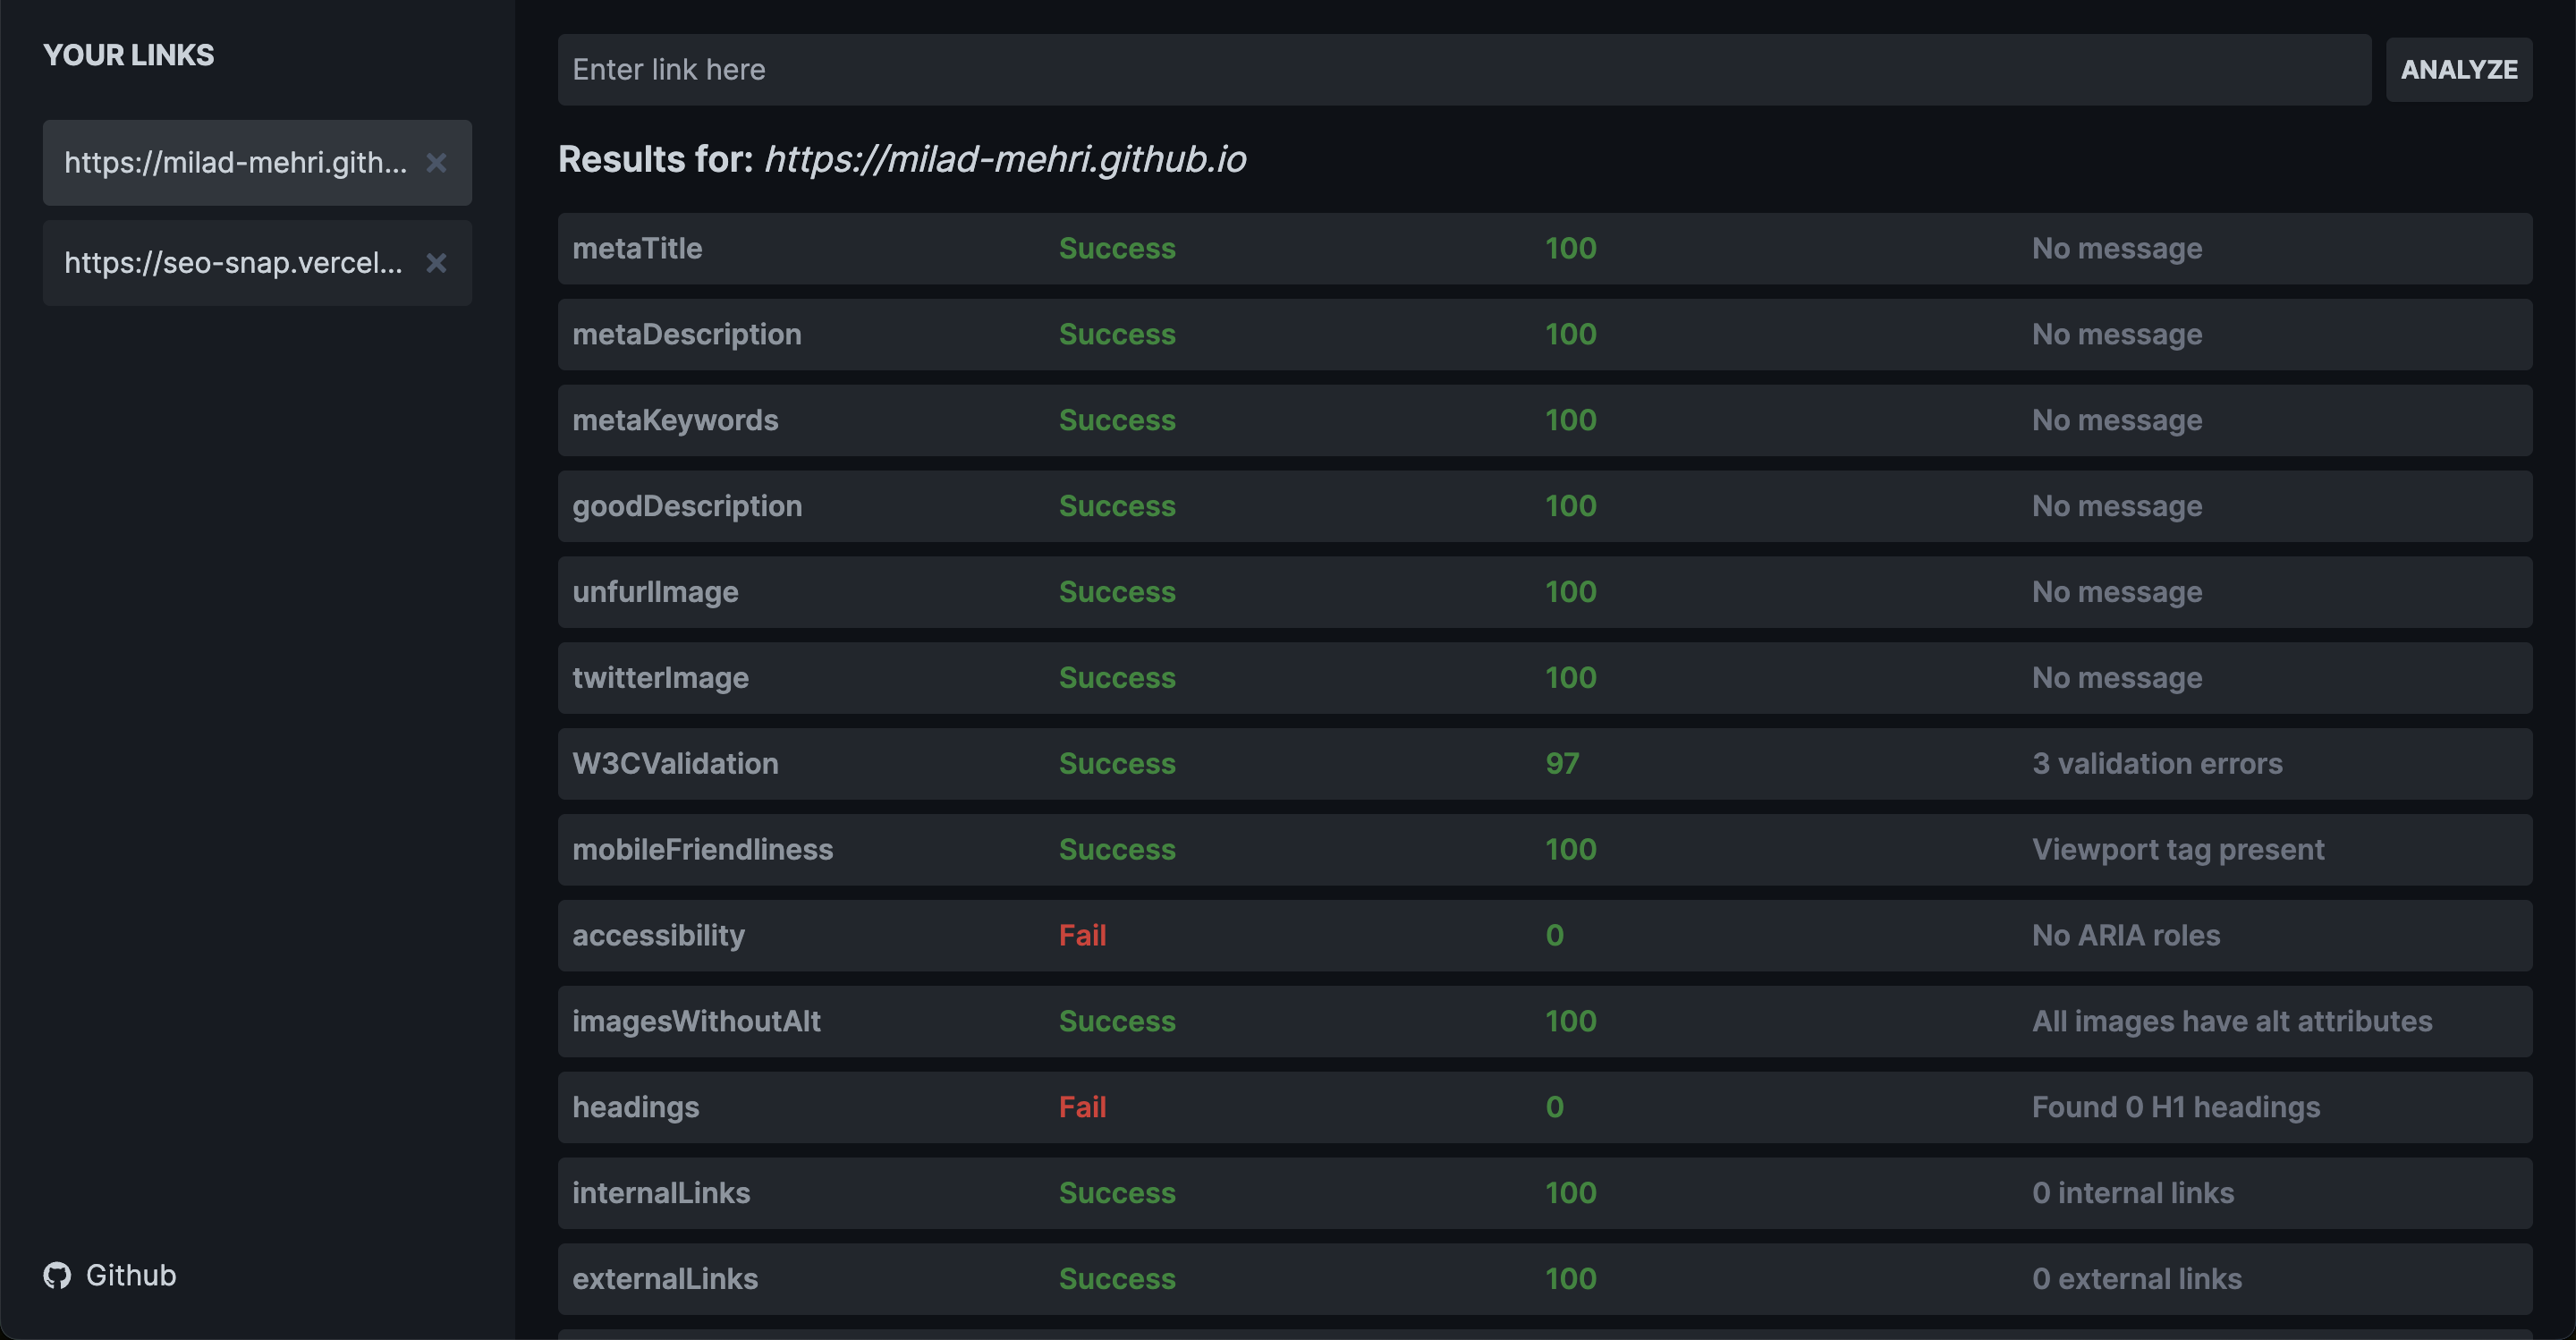 YOUR LINKS
https://milad-mehri.gith...
https://seo-snap.vercel...
Github
Enter link here
ANALYZE
Results for: https://milad-mehri.github.io
metaTitle Success 100 No message
metaDescription Success 100 No message
metaKeywords Success 100 No message
goodDescription Success 100 No message
unfurlImage Success 100 No message
twitterImage Success 100 No message
W3CValidation Success 97 3 validation errors
mobileFriendliness Success 100 Viewport tag present
accessibility Fail 0 No ARIA roles
imagesWithoutAlt Success 100 All images have alt attributes
headings Fail 0 Found 0 H1 headings
internalLinks Success 100 0 internal links
externalLinks Success 100 0 external links